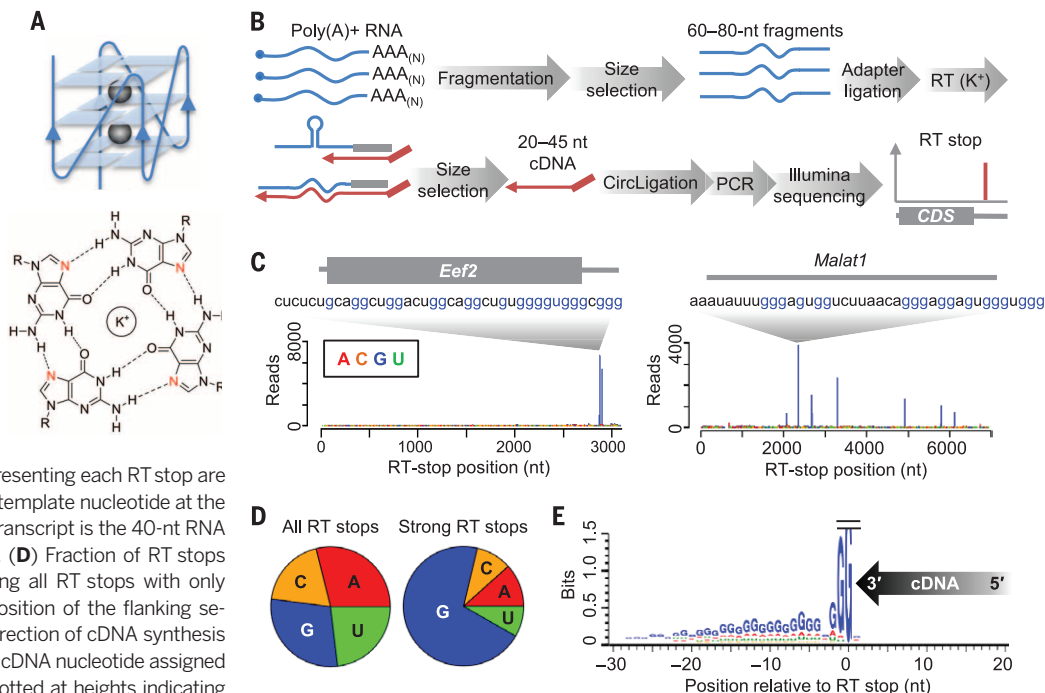 A
R
H
N
N
N
N
N
N
R
N
H
O
O
H
H
N
N
K⁺
N
H
O
O
H
N
N
R
N
H
R
B
Poly(A)+ RNA
AAA(N)
AAA(N)
AAA(N)
Fragmentation
Size
selection
60–80-nt fragments
Adapter
ligation
RT (K⁺)
Size
selection
20–45 nt
cDNA
CircLigation
PCR
Illumina
sequencing
RT stop
CDS
C
Eef2
cucucugcaggcuggacuggcaggcuguggggugggcggg
Reads
8000
0
A C G U
0 1000 2000 3000
RT-stop position (nt)
Malat1
aaauauuugggaguggucuuaacagggaggagugggugggg
Reads
4000
0
0 2000 4000 6000
RT-stop position (nt)
resenting each RT stop are
template nucleotide at the
ranscript is the 40-nt RNA
. (D) Fraction of RT stops
ng all RT stops with only
osition of the flanking se-
rection of cDNA synthesis
cDNA nucleotide assigned
otted at heights indicating
D
All RT stops
C A G U
Strong RT stops
G C A U
E
Bits
1.5
1.0
0.5
0
3′ cDNA 5′
−30 −20 −10 0 10 20
Position relative to RT stop (nt)